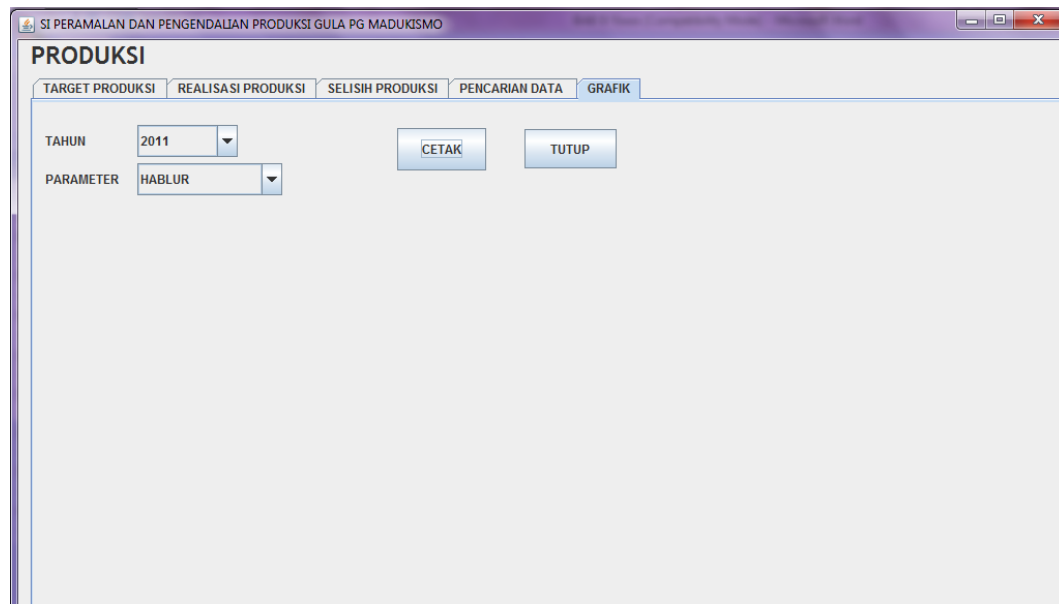 SI PERAMALAN DAN PENGENDALIAN PRODUKSI GULA PG MADUKISMO
PRODUKSI
TARGET PRODUKSI REALISASI PRODUKSI SELISIH PRODUKSI PENCARIAN DATA GRAFIK
TAHUN 2011 CETAK TUTUP
PARAMETER HABLUR